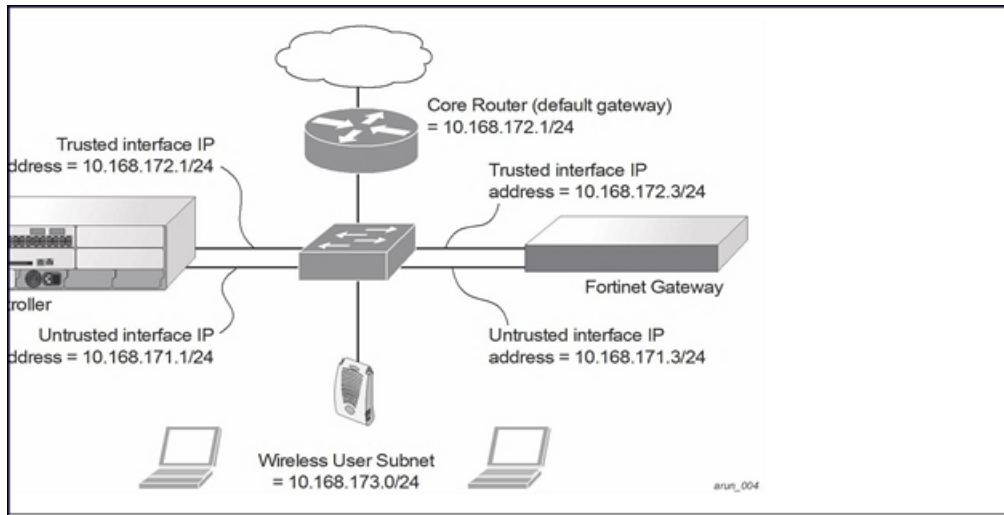 Core Router (default gateway)
= 10.168.172.1/24
Trusted interface IP
ddress = 10.168.172.1/24
Trusted interface IP
address = 10.168.172.3/24
troller
Fortinet Gateway
Untrusted interface IP
ddress = 10.168.171.1/24
Untrusted interface IP
address = 10.168.171.3/24
Wireless User Subnet
= 10.168.173.0/24
arun_004